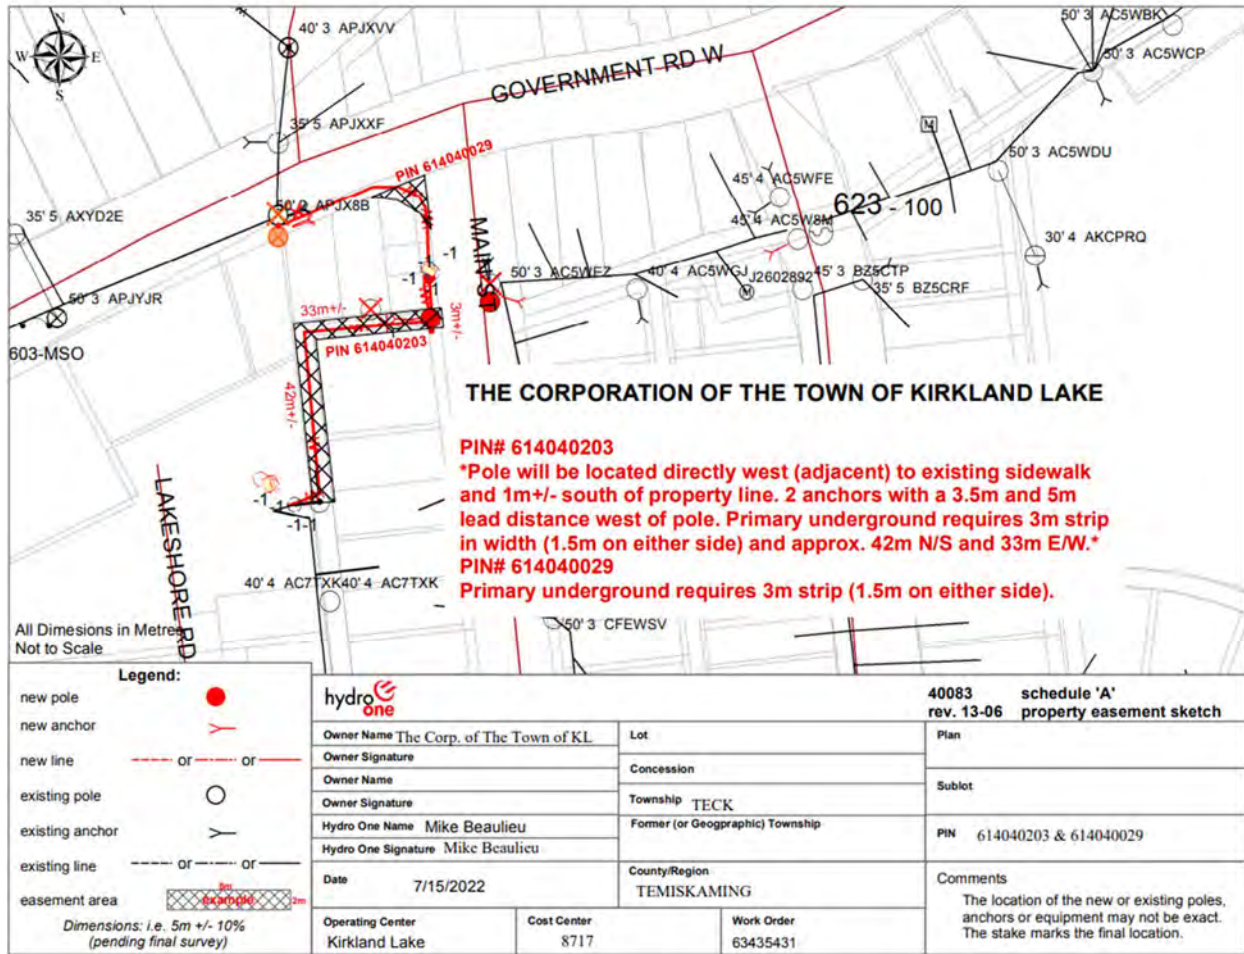 N
W E
S
40' 3 APJXVV
50' 3 AC5WBK
50' 3 AC5WCP
GOVERNMENT RD W
35' 5 APJXXF
M
PIN 614040029
50' 3 AC5WDU
45' 4 AC5WFE
35' 5 AXYD2E
50' 2 APJX8B
623 - 100
MAIN ST
45' 4 AC5W8M
30' 4 AKCPRQ
-1
-1
1
50' 3 AC5WEZ
40' 4 AC5WGJ
J2602892
M
45' 3 BZ5CTP
35' 5 BZ5CRF
50' 3 APJYJR
33m+/-
3m+/-
603-MSO
PIN 614040203
42m+/-
THE CORPORATION OF THE TOWN OF KIRKLAND LAKE
PIN# 614040203
*Pole will be located directly west (adjacent) to existing sidewalk
and 1m+/- south of property line. 2 anchors with a 3.5m and 5m
lead distance west of pole. Primary underground requires 3m strip
in width (1.5m on either side) and approx. 42m N/S and 33m E/W.*
PIN# 614040029
Primary underground requires 3m strip (1.5m on either side).
LAKESHORE RD
-1
1
-1-1
40' 4 AC7TXK40' 4 AC7TXK
50' 3 CFEWSV
All Dimesions in Metres
Not to Scale
Legend:
new pole
new anchor
new line or or
existing pole
existing anchor
existing line or or
easement area 5m example 2m
Dimensions: i.e. 5m +/- 10%
(pending final survey)
hydro one
40083 schedule 'A'
rev. 13-06 property easement sketch
Owner Name The Corp. of The Town of KL
Owner Signature
Owner Name
Owner Signature
Hydro One Name Mike Beaulieu
Hydro One Signature Mike Beaulieu
Date 7/15/2022
Operating Center
Kirkland Lake
Cost Center
8717
Work Order
63435431
Lot
Concession
Township TECK
Former (or Geogpraphic) Township
County/Region
TEMISKAMING
Plan
Sublot
PIN 614040203 & 614040029
Comments
The location of the new or existing poles,
anchors or equipment may not be exact.
The stake marks the final location.